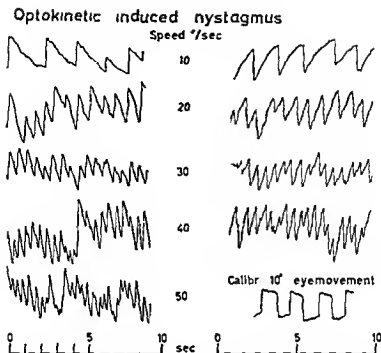 Optokinetic induced nystagmus
Speed °/sec
10
20
30
40
50
Calibr 10° eyemovement
0 5 10 sec 0 5 10